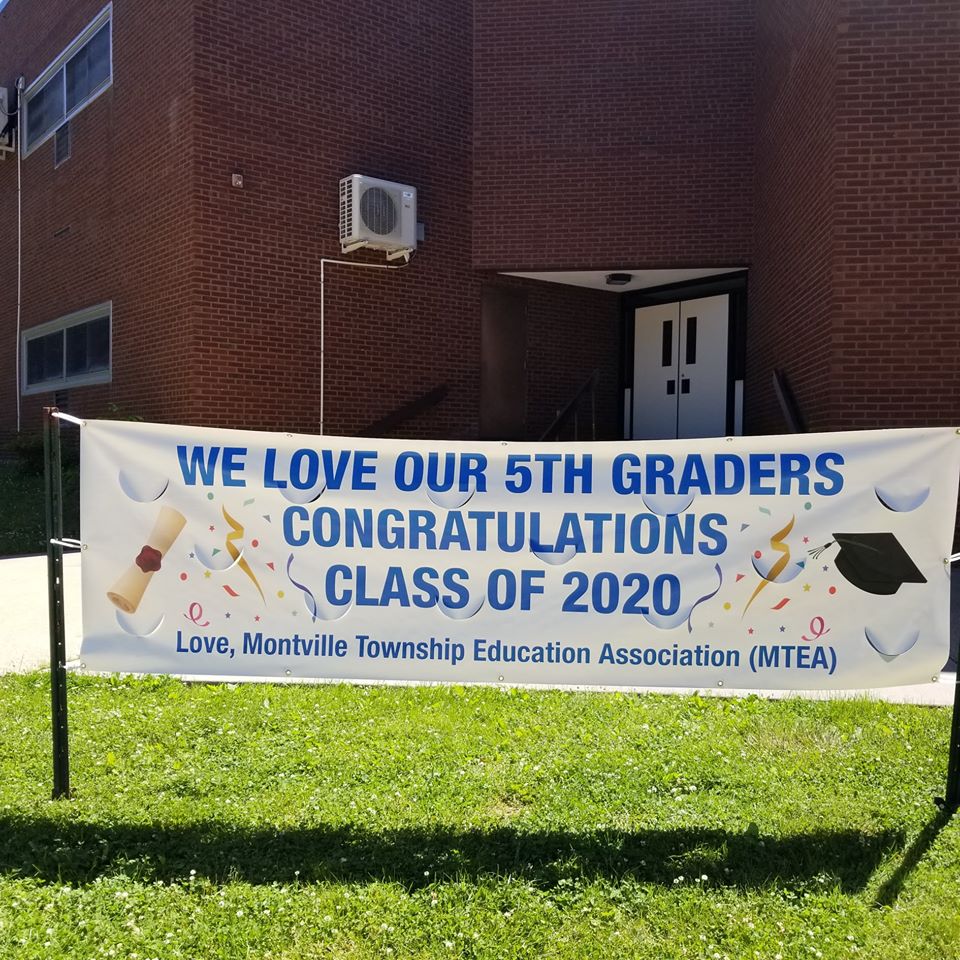 WE LOVE OUR 5TH GRADERS
CONGRATULATIONS
CLASS OF 2020
Love, Montville Township Education Association (MTEA)